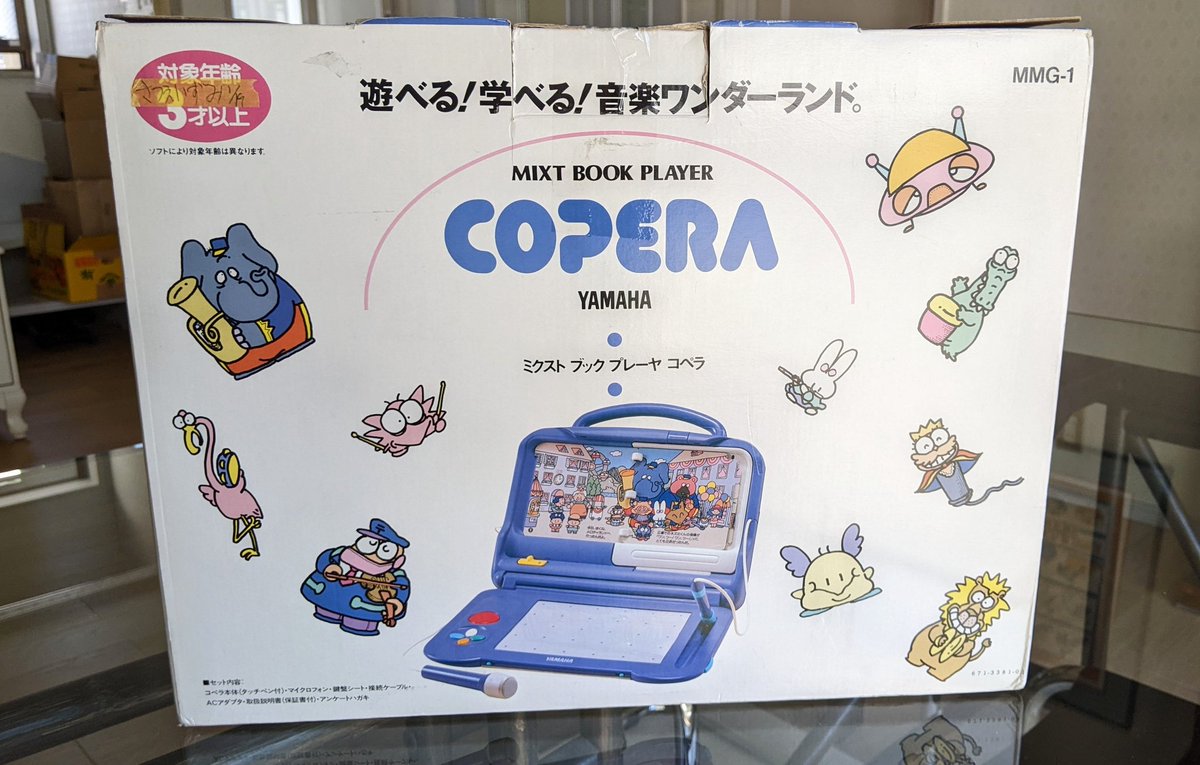 対象年齢
3才以上
ソフトにより対象年齢は異なります。
遊べる!学べる!音楽ワンダーランド。
MMG-1
MIXT BOOK PLAYER
COPERA
YAMAHA
ミクスト ブック プレーヤ コペラ
YAMAHA
■セット内容:
コペラ本体(タッチペン付)・マイクロフォン・鍵盤シート・接続ケーブル・
ACアダプタ・取扱説明書(保証書付)・アンケートハガキ